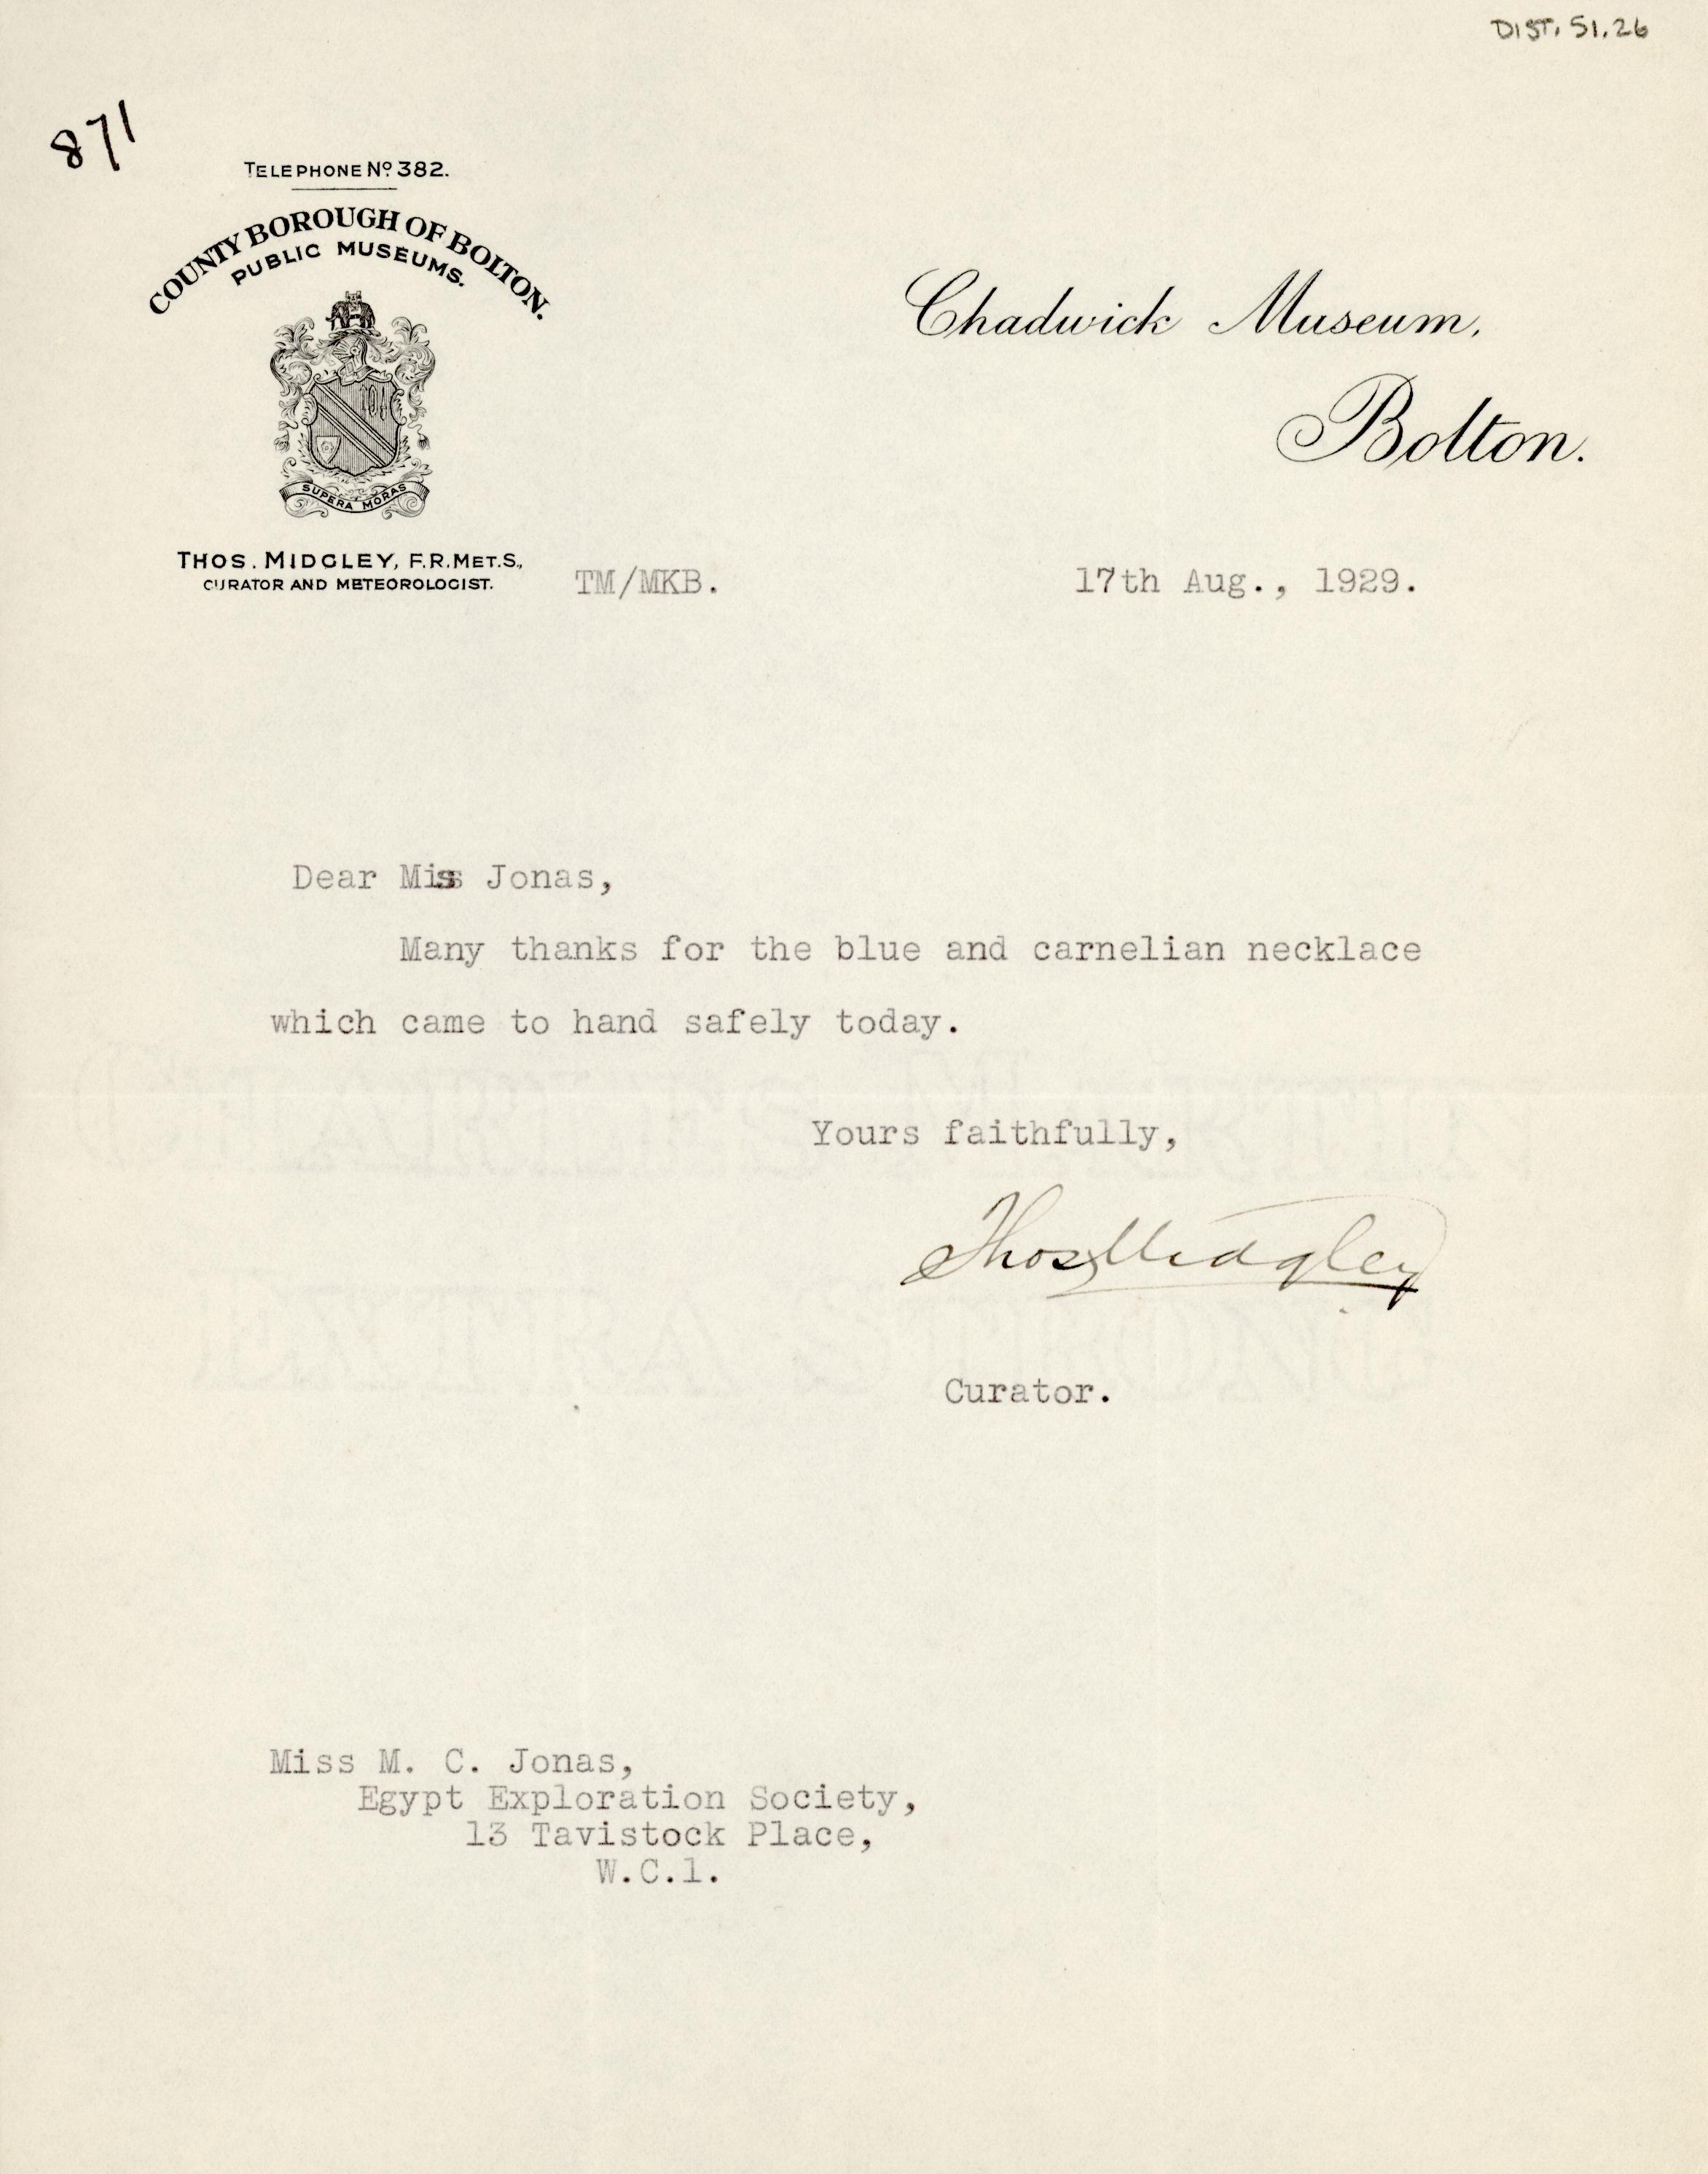 DIST. 51.26
871
TELEPHONE Nº 382.
COUNTY BOROUGH OF BOLTON.
PUBLIC MUSEUMS.
SUPERA MORAS
THOS. MIDGLEY, F.R.MET.S.,
CURATOR AND METEOROLOGIST.
Chadwick Museum,
Bolton.
TM/MKB. 17th Aug., 1929.
Dear Miss Jonas,
Many thanks for the blue and carnelian necklace
which came to hand safely today.
Yours faithfully,
Thos Midgley
Curator.
Miss M. C. Jonas,
Egypt Exploration Society,
13 Tavistock Place,
W.C.1.